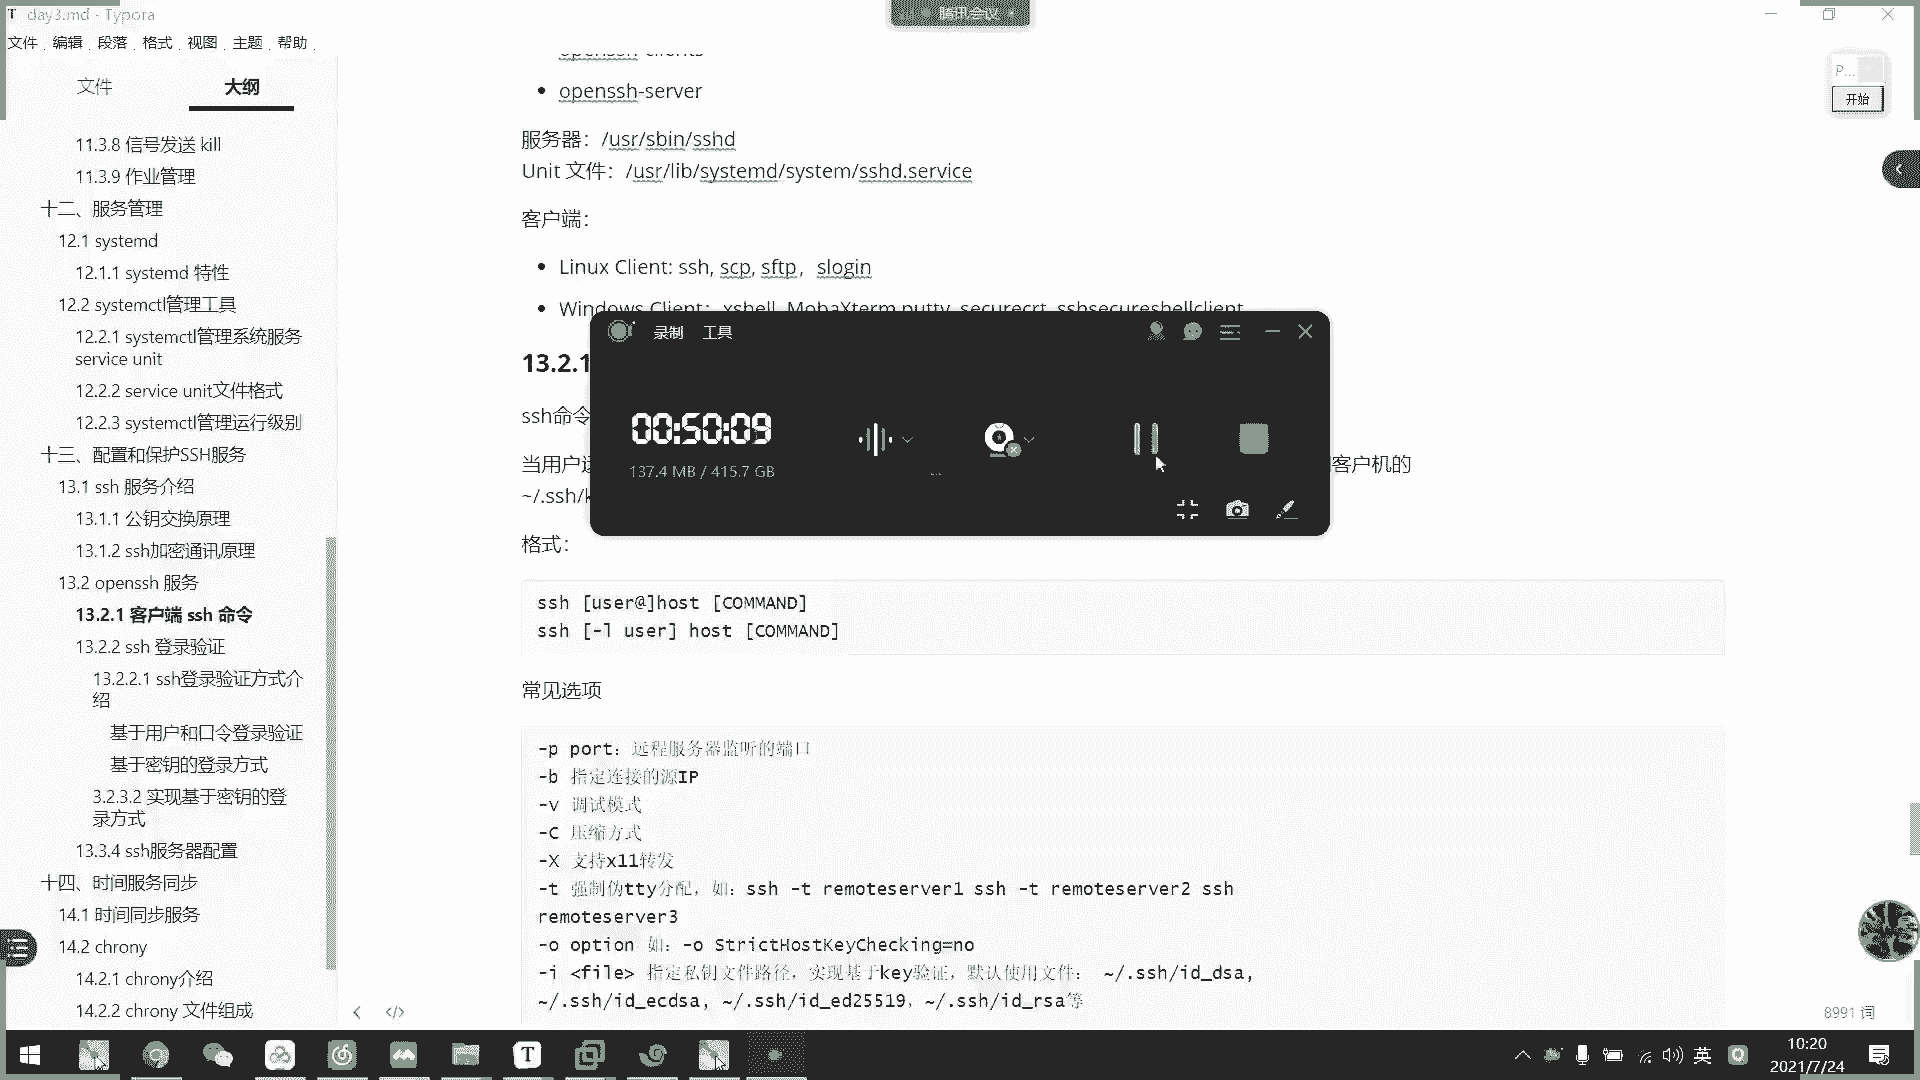 day3.md - Typora
腾讯会议
文件 编辑 段落 格式 视图 主题 帮助
文件
大纲
11.3.8 信号发送 kill
11.3.9 作业管理
十二、服务管理
12.1 systemd
12.1.1 systemd 特性
12.2 systemctl管理工具
12.2.1 systemctl管理系统服务
service unit
12.2.2 service unit文件格式
12.2.3 systemctl管理运行级别
十三、配置和保护SSH服务
13.1 ssh 服务介绍
13.1.1 公钥交换原理
13.1.2 ssh加密通讯原理
13.2 openssh 服务
13.2.1 客户端 ssh 命令
13.2.2 ssh 登录验证
13.2.2.1 ssh登录验证方式介
绍
基于用户和口令登录验证
基于密钥的登录方式
3.2.3.2 实现基于密钥的登
录方式
13.3.4 ssh服务器配置
十四、时间服务同步
14.1 时间同步服务
14.2 chrony
14.2.1 chrony介绍
14.2.2 chrony 文件组成
openssh-server
服务器：/usr/sbin/sshd
Unit 文件：/usr/lib/systemd/system/sshd.service
客户端：
Linux Client: ssh, scp, sftp，slogin
Windows Client：xshell, MobaXterm,putty, securecrt, sshsecureshellclient
13.2.1
ssh命令
客户机的
~/.ssh/
格式：
ssh [user@]host [COMMAND]
ssh [-l user] host [COMMAND]
常见选项
-p port：远程服务器监听的端口
-b 指定连接的源IP
-v 调试模式
-C 压缩方式
-X 支持x11转发
-t 强制伪tty分配，如：ssh -t remoteserver1 ssh -t remoteserver2 ssh
remoteserver3
-o option 如：-o StrictHostKeyChecking=no
-i <file> 指定私钥文件路径，实现基于key验证，默认使用文件： ~/.ssh/id_dsa,
~/.ssh/id_ecdsa, ~/.ssh/id_ed25519，~/.ssh/id_rsa等
录制 工具
00:50:09
137.4 MB / 415.7 GB
P...
开始
8991 词
英
10:20
2021/7/24